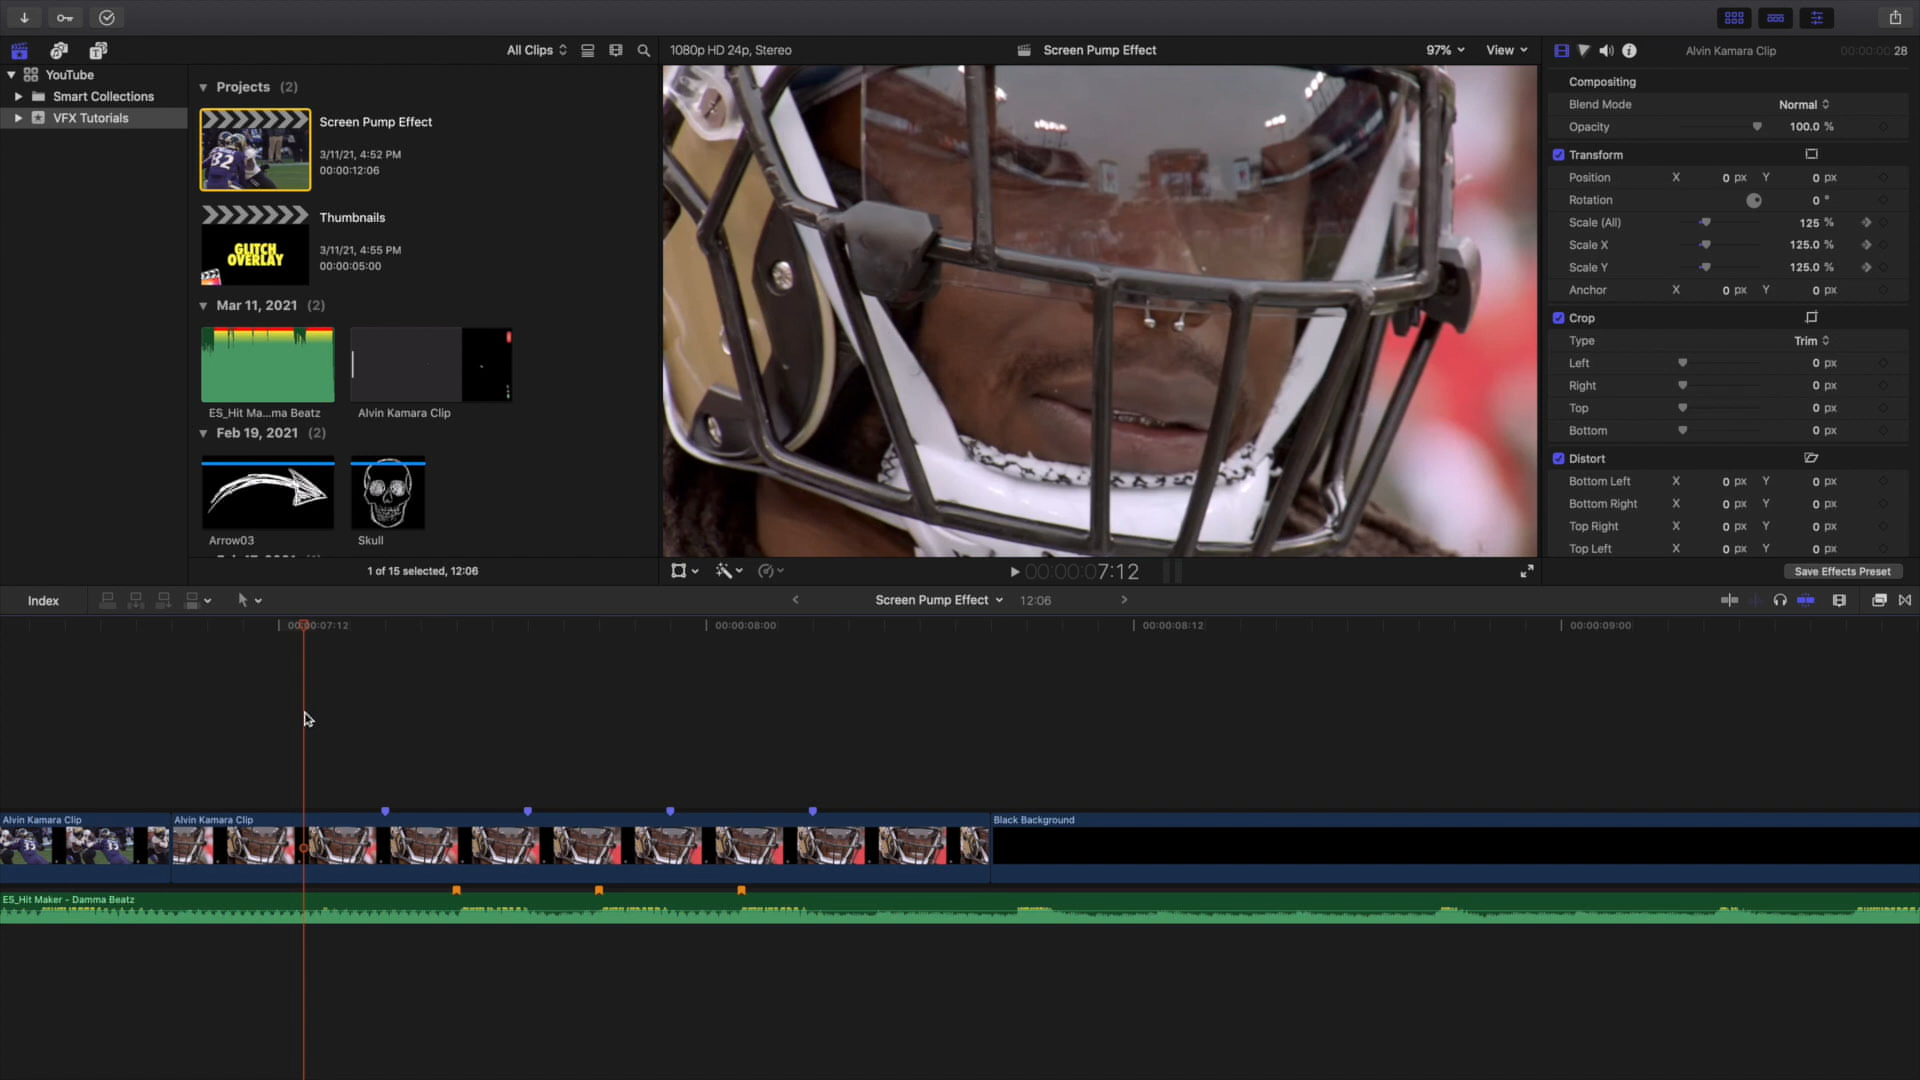 All Clips
1080p HD 24p, Stereo
Screen Pump Effect
97%
View
Alvin Kamara Clip
00:00:00:28
YouTube
Smart Collections
VFX Tutorials
Projects (2)
Screen Pump Effect
3/11/21, 4:52 PM
00:00:12:06
GLITCH
OVERLAY
Thumbnails
3/11/21, 4:55 PM
00:00:05:00
Mar 11, 2021 (2)
ES_Hit Ma...ma Beatz
Alvin Kamara Clip
Feb 19, 2021 (2)
Arrow03
Skull
1 of 15 selected, 12:06
Compositing
Blend Mode Normal
Opacity 100.0 %
Transform
Position X 0 px Y 0 px
Rotation 0 °
Scale (All) 125 %
Scale X 125.0 %
Scale Y 125.0 %
Anchor X 0 px Y 0 px
Crop
Type Trim
Left 0 px
Right 0 px
Top 0 px
Bottom 0 px
Distort
Bottom Left X 0 px Y 0 px
Bottom Right X 0 px Y 0 px
Top Right X 0 px Y 0 px
Top Left X 0 px Y 0 px
00:00:07:12
Save Effects Preset
Index
Screen Pump Effect
12:06
00:00:07:12
00:00:08:00
00:00:08:12
00:00:09:00
Alvin Kamara Clip
Alvin Kamara Clip
Black Background
ES_Hit Maker - Damma Beatz